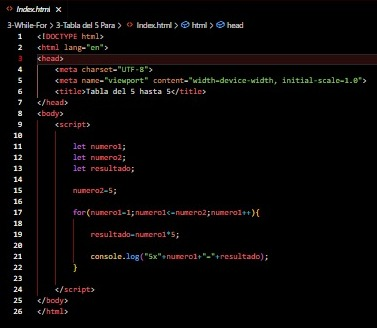 Index.html
3-While-For > 3-Tabla del 5 Para > Index.html > html > head
1 <!DOCTYPE html>
2 <html lang="en">
3 <head>
4 <meta charset="UTF-8">
5 <meta name="viewport" content="width=device-width, initial-scale=1.0">
6 <title>Tabla del 5 hasta 5</title>
7 </head>
8 <body>
9 <script>
10
11 let numero1;
12 let numero2;
13 let resultado;
14
15 numero2=5;
16
17 for(numero1=1;numero1<=numero2;numero1++){
18
19 resultado=numero1*5;
20
21 console.log("5x"+numero1+"="+resultado);
22 }
23
24 </script>
25 </body>
26 </html>